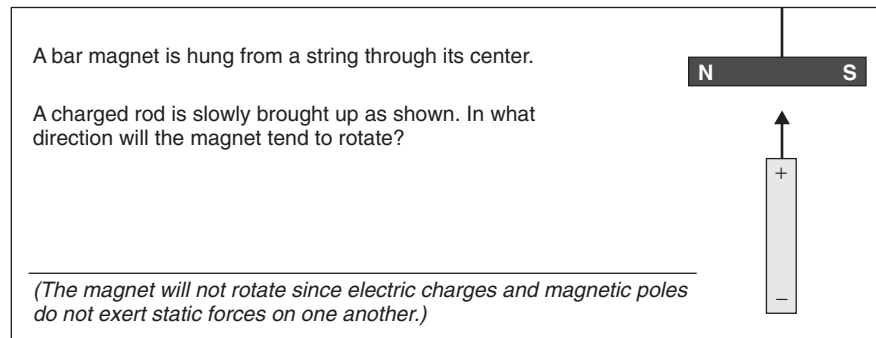 A bar magnet is hung from a string through its center.
N S
A charged rod is slowly brought up as shown. In what
direction will the magnet tend to rotate?
+
–
(The magnet will not rotate since electric charges and magnetic poles
do not exert static forces on one another.)